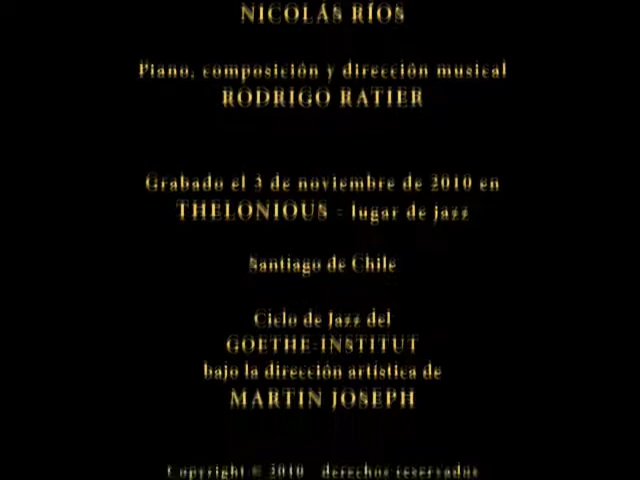 NICOLÁS RÍOS
Piano, composición y dirección musical
RODRIGO RATIER
Grabado el 3 de noviembre de 2010 en
THELONIOUS - lugar de jazz
Santiago de Chile
Ciclo de Jazz del
GOETHE-INSTITUT
bajo la dirección artística de
MARTIN JOSEPH
Copyright © 2010 derechos reservados